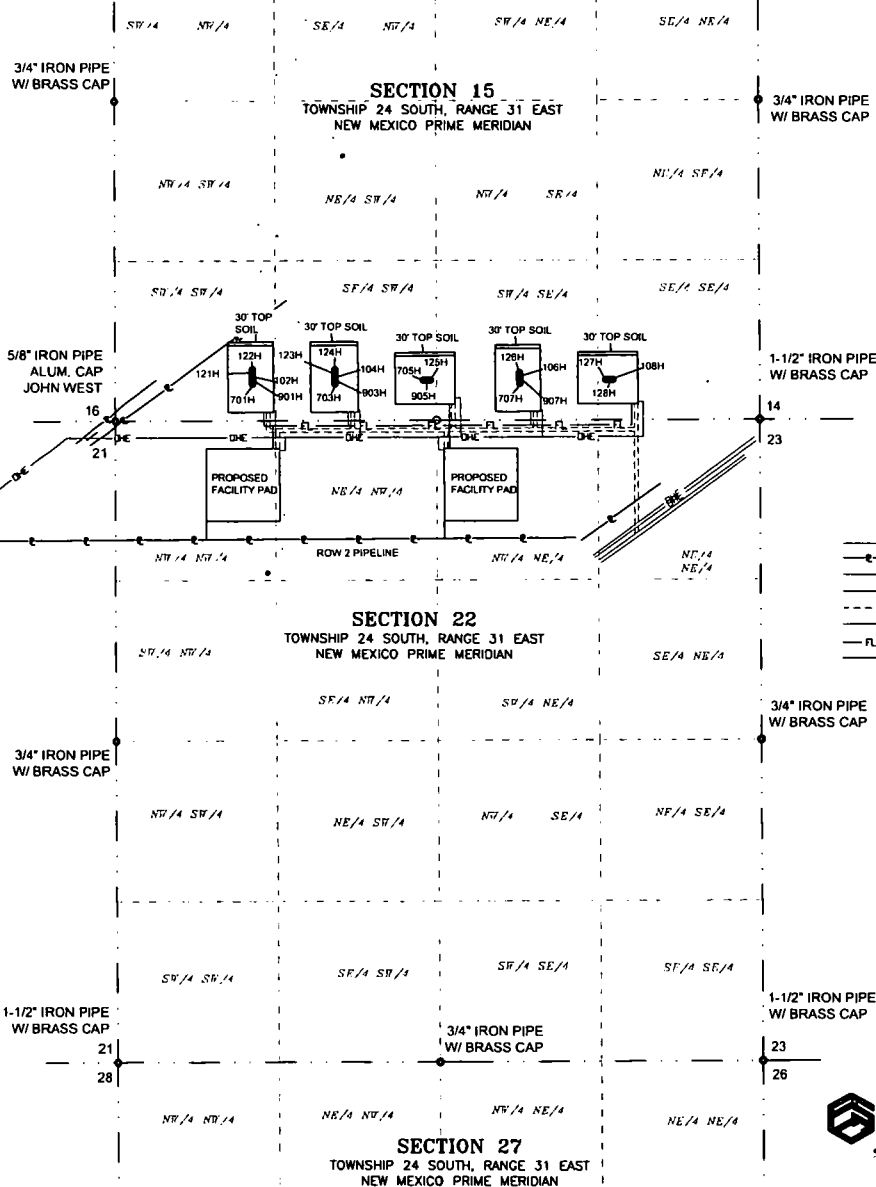 SW/4 NW/4
SE/4 NW/4
SW/4 NE/4
SE/4 NE/4
3/4" IRON PIPE
W/ BRASS CAP
SECTION 15
TOWNSHIP 24 SOUTH, RANGE 31 EAST
NEW MEXICO PRIME MERIDIAN
3/4" IRON PIPE
W/ BRASS CAP
NW/4 SW/4
NE/4 SW/4
NW/4 SE/4
NE/4 SE/4
SW/4 SW/4
SE/4 SW/4
SW/4 SE/4
SE/4 SE/4
30' TOP
SOIL
30' TOP SOIL
30' TOP SOIL
30' TOP SOIL
30' TOP SOIL
5/8" IRON PIPE
ALUM. CAP
JOHN WEST
121H
122H
102H
701H
901H
123H
124H
104H
703H
903H
705H
125H
905H
126H
106H
707H
907H
127H
108H
128H
1-1/2" IRON PIPE
W/ BRASS CAP
16
21
14
23
FL
FL
FL
FL
FL
OHE
OHE
OHE
OHE
OHE
OHE
OHE
PROPOSED
FACILITY PAD
NE/4 NW/4
PROPOSED
FACILITY PAD
ROW 2 PIPELINE
NW/4 NW/4
NW/4 NE/4
NE/4
NE/4
FL
SECTION 22
TOWNSHIP 24 SOUTH, RANGE 31 EAST
NEW MEXICO PRIME MERIDIAN
SW/4 NW/4
SE/4 NE/4
SE/4 NW/4
SW/4 NE/4
3/4" IRON PIPE
W/ BRASS CAP
3/4" IRON PIPE
W/ BRASS CAP
NW/4 SW/4
NE/4 SW/4
NW/4 SE/4
NE/4 SE/4
SW/4 SW/4
SE/4 SW/4
SW/4 SE/4
SE/4 SE/4
1-1/2" IRON PIPE
W/ BRASS CAP
3/4" IRON PIPE
W/ BRASS CAP
1-1/2" IRON PIPE
W/ BRASS CAP
21
28
23
26
NW/4 NW/4
NE/4 NW/4
NW/4 NE/4
NE/4 NE/4
SECTION 27
TOWNSHIP 24 SOUTH, RANGE 31 EAST
NEW MEXICO PRIME MERIDIAN